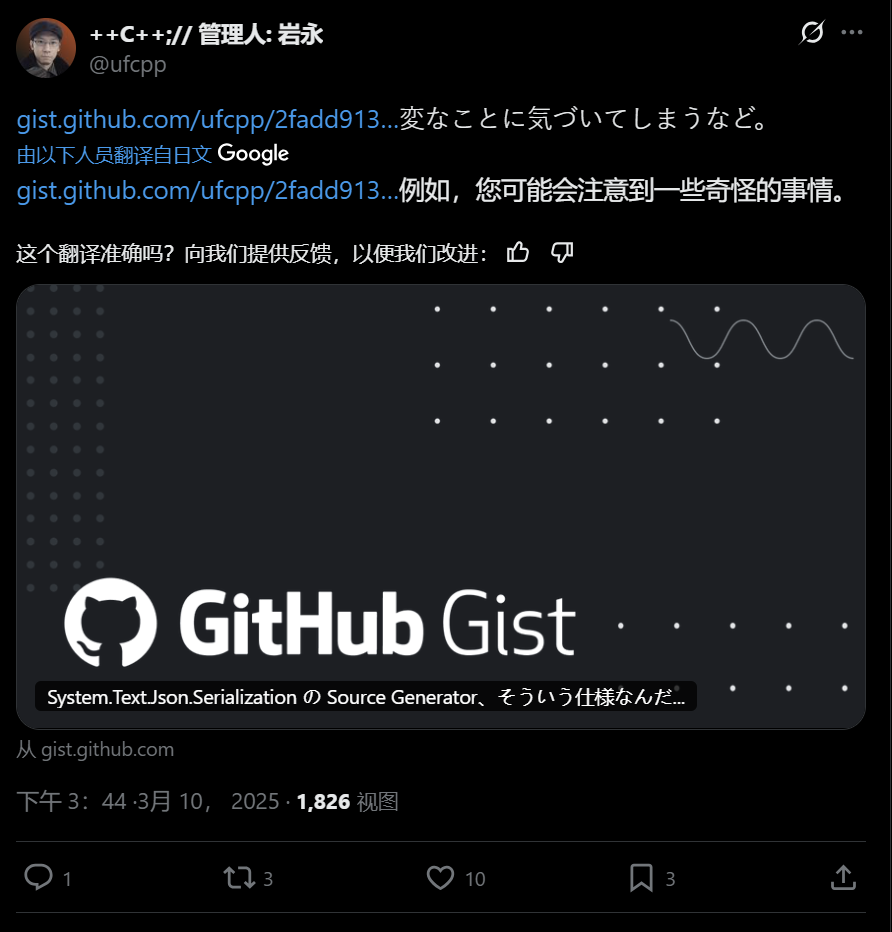 ++C++;// 管理人: 岩永
@ufcpp
gist.github.com/ufcpp/2fadd913…変なことに気づいてしまうなど。
由以下人员翻译自日文 Google
gist.github.com/ufcpp/2fadd913…例如，您可能会注意到一些奇怪的事情。
这个翻译准确吗？向我们提供反馈，以便我们改进：
GitHub Gist
System.Text.Json.Serialization の Source Generator、そういう仕様なんだ...
从 gist.github.com
下午 3：44 ·3月 10， 2025 · 1,826 视图
1 3 10 3